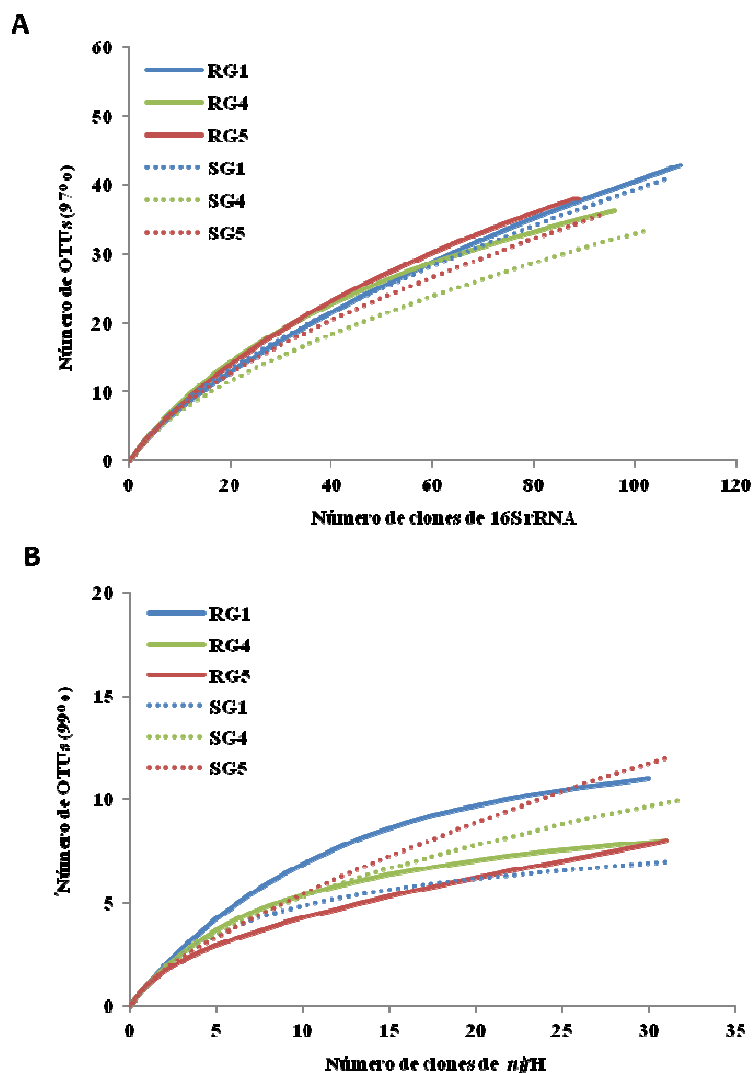 A
60
50
40
30
20
10
0
Número de OTUs (97%)
RG1
RG4
RG5
SG1
SG4
SG5
0 20 40 60 80 100 120
Número de clones de 16SrRNA
B
20
15
10
5
0
Número de OTUs (99%)
RG1
RG4
RG5
SG1
SG4
SG5
0 5 10 15 20 25 30 35
Número de clones de nifH